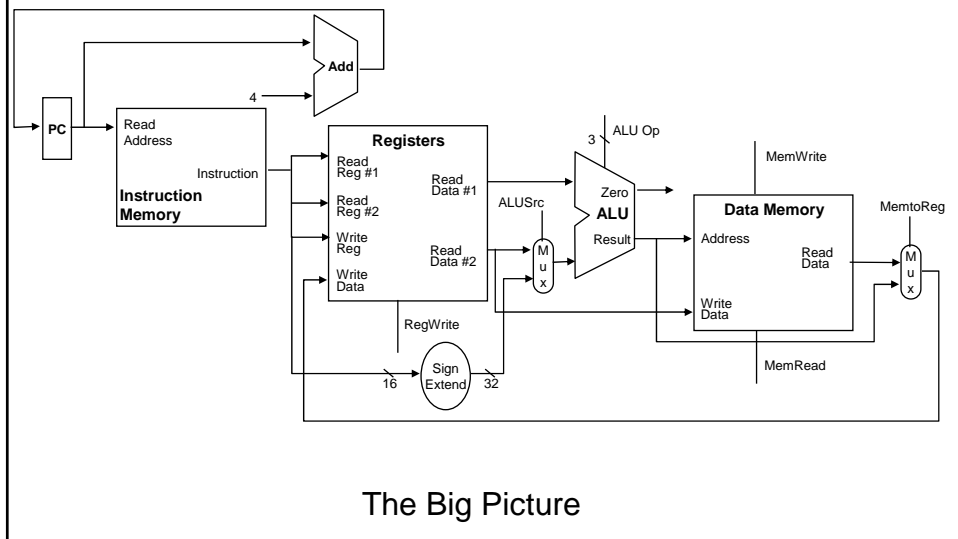 Add
4
PC
Read
Address
Instruction
Instruction
Memory
Registers
Read
Reg #1
Read
Reg #2
Write
Reg
Write
Data
Read
Data #1
Read
Data #2
RegWrite
16
Sign
Extend
32
ALUSrc
M
u
x
3
ALU Op
Zero
ALU
Result
MemWrite
Data Memory
Address
Read
Data
Write
Data
MemRead
MemtoReg
M
u
x
The Big Picture